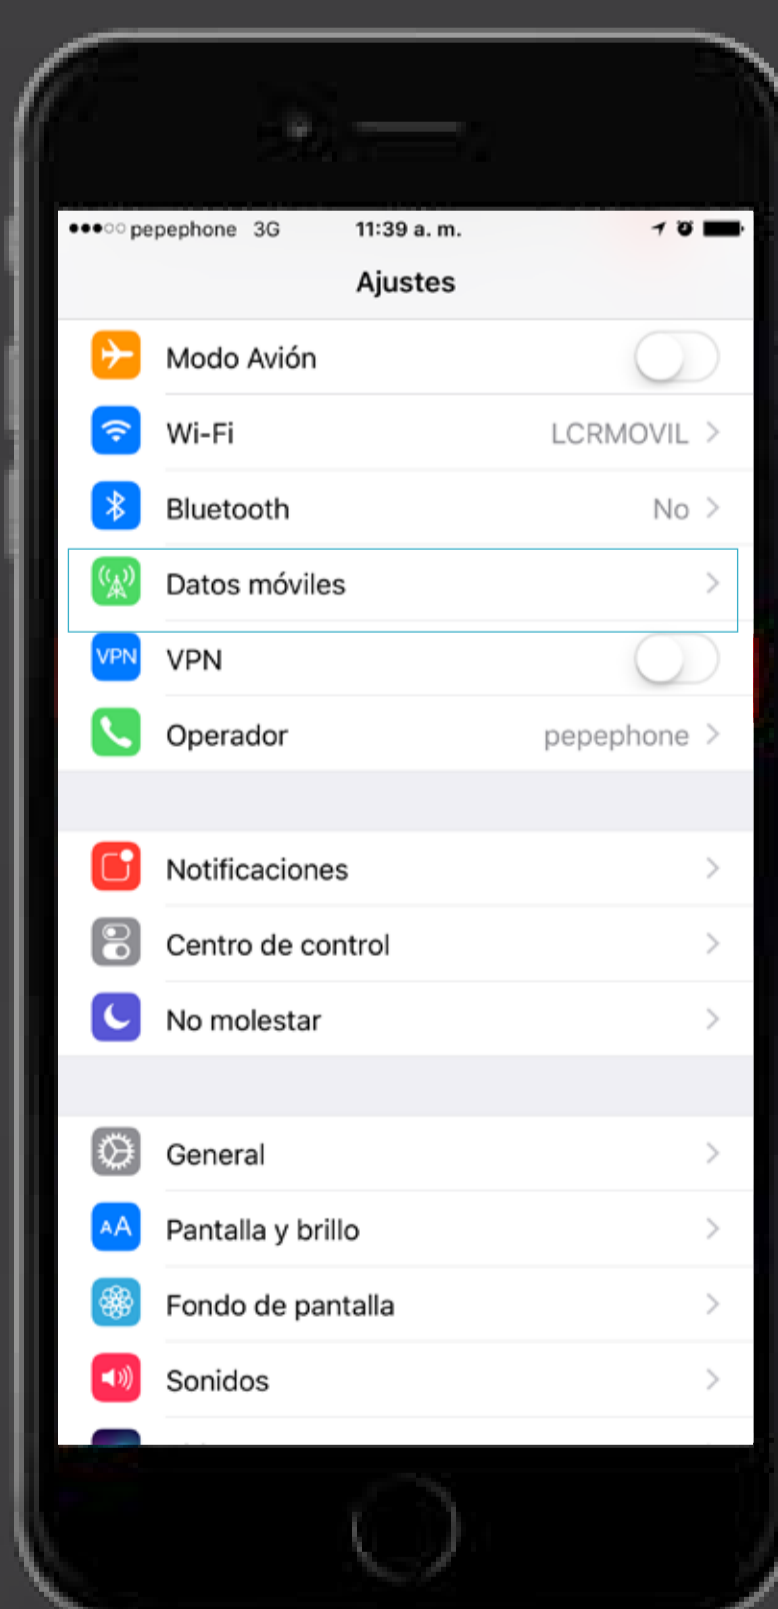 pepephone 3G 11:39 a. m.
Ajustes
Modo Avión
Wi-Fi LCRMOVIL
Bluetooth No
Datos móviles
VPN VPN
Operador pepephone
Notificaciones
Centro de control
No molestar
General
AA Pantalla y brillo
Fondo de pantalla
Sonidos